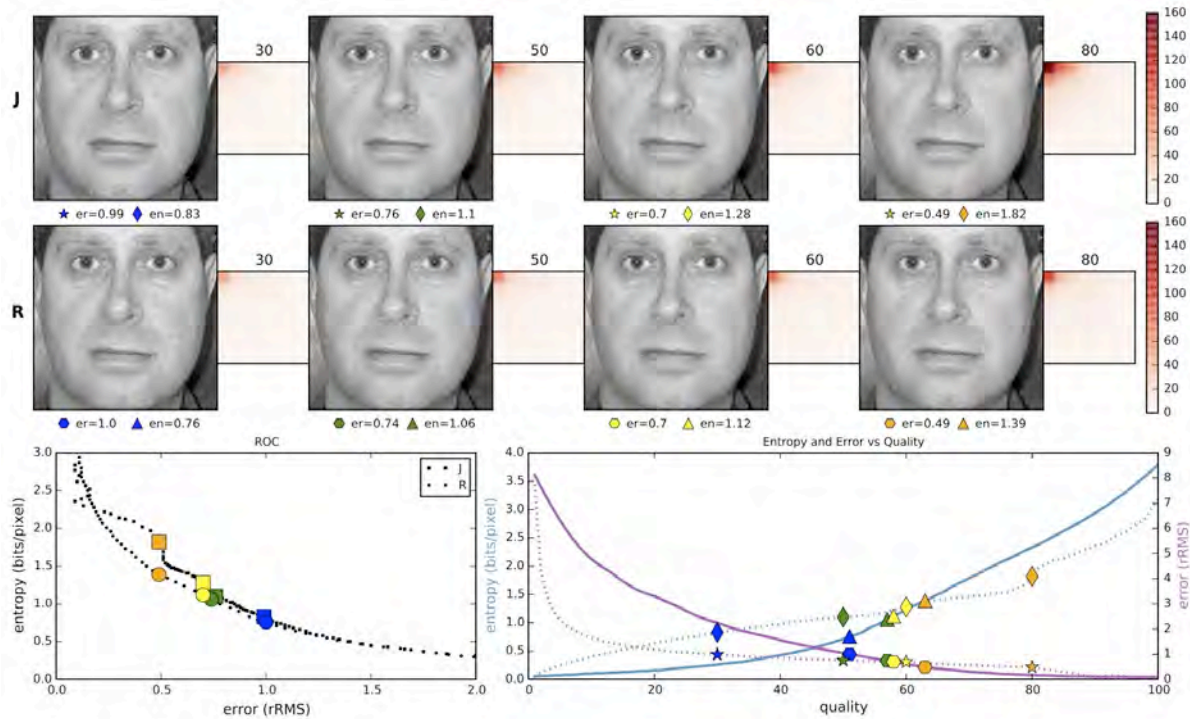 30 50 60 80 160
140
120
100
J 80
60
40
20
0
er=0.99 en=0.83 er=0.76 en=1.1 er=0.7 en=1.28 er=0.49 en=1.82
30 50 60 80 160
140
120
100
R 80
60
40
20
0
er=1.0 en=0.76 er=0.74 en=1.06 er=0.7 en=1.12 er=0.49 en=1.39
ROC
3.0
2.5
2.0
1.5
1.0
0.5
0.0
entropy (bits/pixel)
J
R
0.0 0.5 1.0 1.5 2.0
error (rRMS)
Entropy and Error vs Quality
4.0
3.5
3.0
2.5
2.0
1.5
1.0
0.5
0.0
entropy (bits/pixel)
9
8
7
6
5
4
3
2
1
0
error (rRMS)
0 20 40 60 80 100
quality